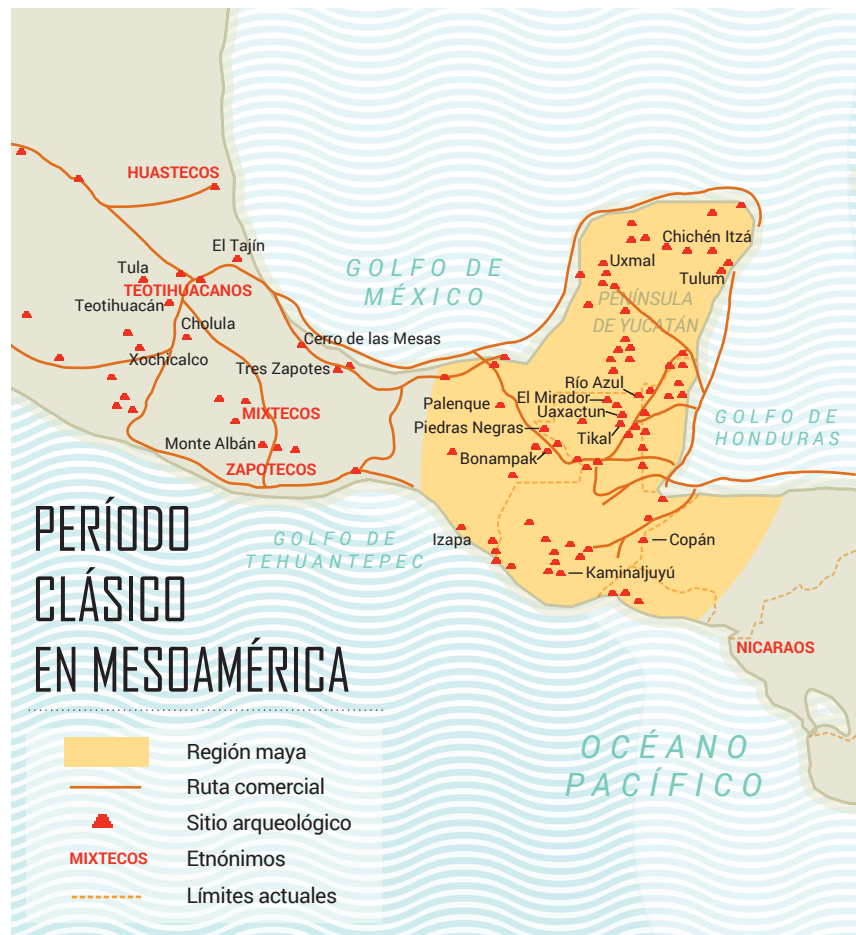 HUASTECOS
El Tajín
Tula
TEOTIHUACANOS
Teotihuacán
Cholula
Xochicalco
Cerro de las Mesas
Tres Zapotes
MIXTECOS
Monte Albán
ZAPOTECOS
GOLFO DE
MÉXICO
Chichén Itzá
Uxmal
Tulum
PENÍNSULA
DE YUCATÁN
Río Azul
El Mirador
Uaxactun
Palenque
Piedras Negras
Tikal
Bonampak
GOLFO DE
HONDURAS
GOLFO DE
TEHUANTEPEC
Izapa
Copán
Kaminaljuyú
NICARAOS
OCÉANO
PACÍFICO
PERÍODO
CLÁSICO
EN MESOAMÉRICA
Región maya
Ruta comercial
Sitio arqueológico
MIXTECOS Etnónimos
Límites actuales